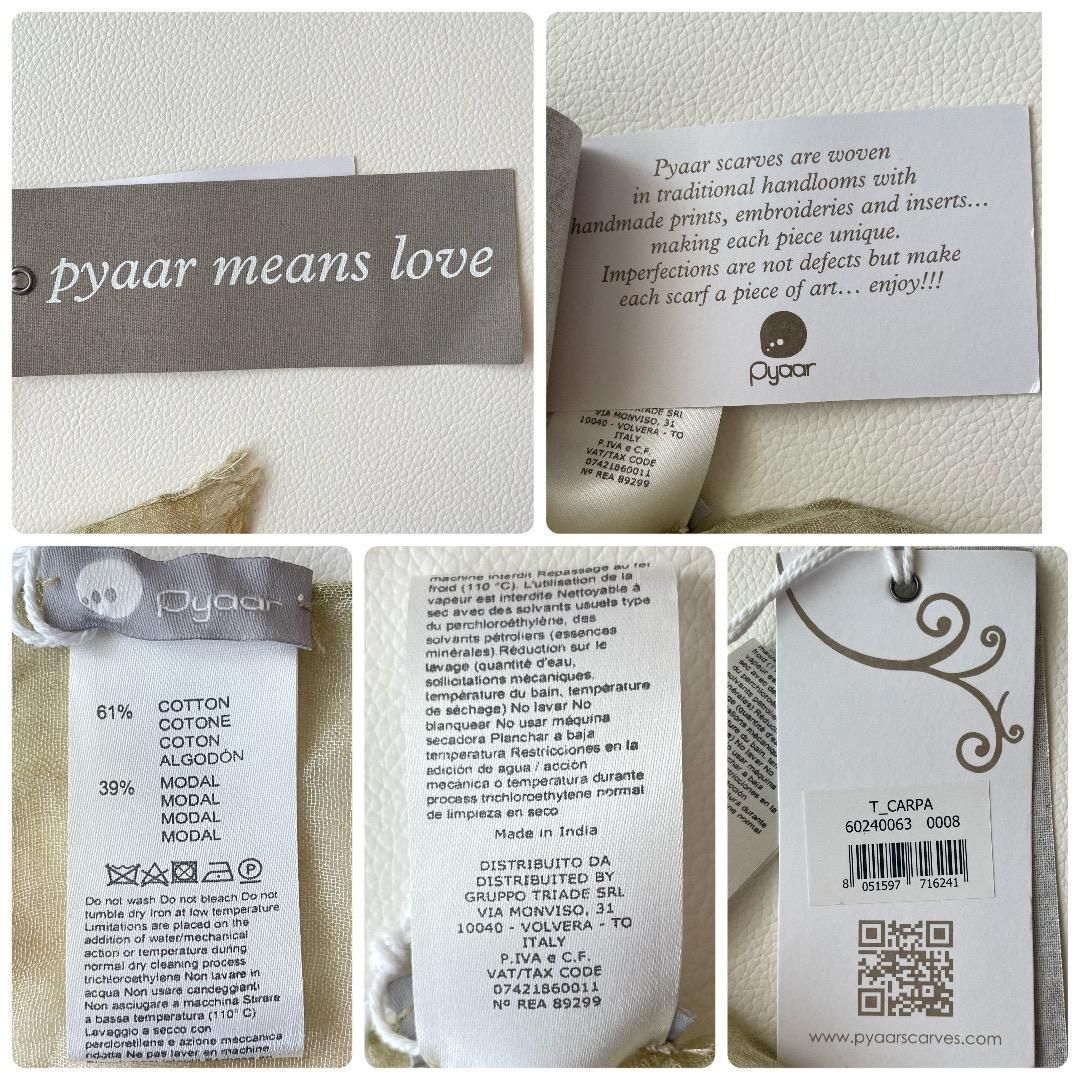 pyaar means love
Pyaar scarves are woven
in traditional handlooms with
handmade prints, embroideries and inserts...
making each piece unique.
Imperfections are not defects but make
each scarf a piece of art... enjoy!!!
pyaar
TRIADE SRL
VIA MONVISO, 31
10040 - VOLVERA - TO
ITALY
P.IVA e C.F.
VAT/TAX CODE
07421860011
Nº REA 89299
pyaar
61% COTTON
COTONE
COTON
ALGODÓN
39% MODAL
MODAL
MODAL
MODAL
Do not wash Do not bleach Do not
tumble dry Iron at low temperature
Limitations are placed on the
addition of water/mechanical
action or temperature during
normal dry cleaning process
trichloroethylene Non lavare in
acqua Non usare candeggianti
Non asciugare a macchina Stirare
a bassa temperatura (110° C)
Lavaggio a secco con
percloretilene e azione meccanica
ridotta Ne pas laver en machine
machine interdit Repassage au fer
froid (110 °C). L'utilisation de la
vapeur est interdite Nettoyable à
sec avec des solvants usuels type
du perchloroéthylène, des
solvants pétroliers (essences
minérales) Réduction sur le
lavage (quantité d'eau,
sollicitations mécaniques,
température du bain, température
de séchage) No lavar No
blanquear No usar máquina
secadora Planchar a baja
temperatura Restricciones en la
adición de agua / acción
mecánica o temperatura durante
process trichloroethylene normal
de limpieza en seco
Made in India
DISTRIBUITO DA
DISTRIBUTED BY
GRUPPO TRIADE SRL
VIA MONVISO, 31
10040 - VOLVERA - TO
ITALY
P.IVA e C.F.
VAT/TAX CODE
07421860011
Nº REA 89299
T_CARPA
60240063 0008
8 051597 716241
www.pyaarscarves.com